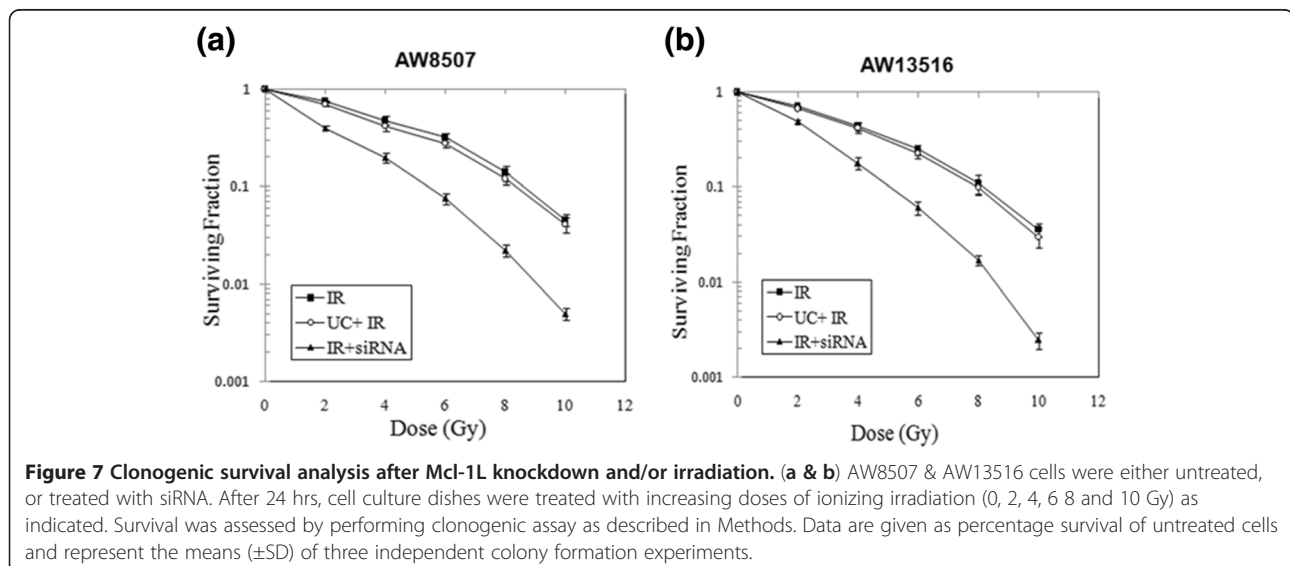 (a)
AW8507
1
0.1
0.01
0.001
Surviving Fraction
IR
UC+ IR
IR+siRNA
0 2 4 6 8 10 12
Dose (Gy)
(b)
AW13516
1
0.1
0.01
0.001
Surviving Fraction
IR
UC+ IR
IR+siRNA
0 2 4 6 8 10 12
Dose (Gy)
Figure 7 Clonogenic survival analysis after Mcl-1L knockdown and/or irradiation. (a & b) AW8507 & AW13516 cells were either untreated,
or treated with siRNA. After 24 hrs, cell culture dishes were treated with increasing doses of ionizing irradiation (0, 2, 4, 6 8 and 10 Gy) as
indicated. Survival was assessed by performing clonogenic assay as described in Methods. Data are given as percentage survival of untreated cells
and represent the means (±SD) of three independent colony formation experiments.